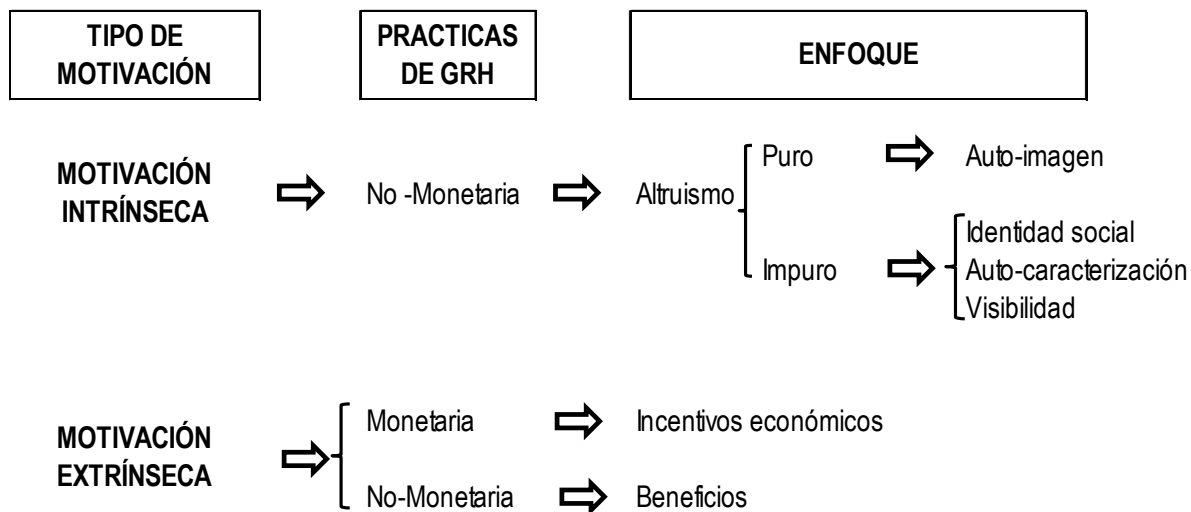 TIPO DE
MOTIVACIÓN
PRACTICAS
DE GRH
ENFOQUE
MOTIVACIÓN
INTRÍNSECA
No -Monetaria
Altruismo
Puro
Auto-imagen
Impuro
Identidad social
Auto-caracterización
Visibilidad
MOTIVACIÓN
EXTRÍNSECA
Monetaria
Incentivos económicos
No-Monetaria
Beneficios